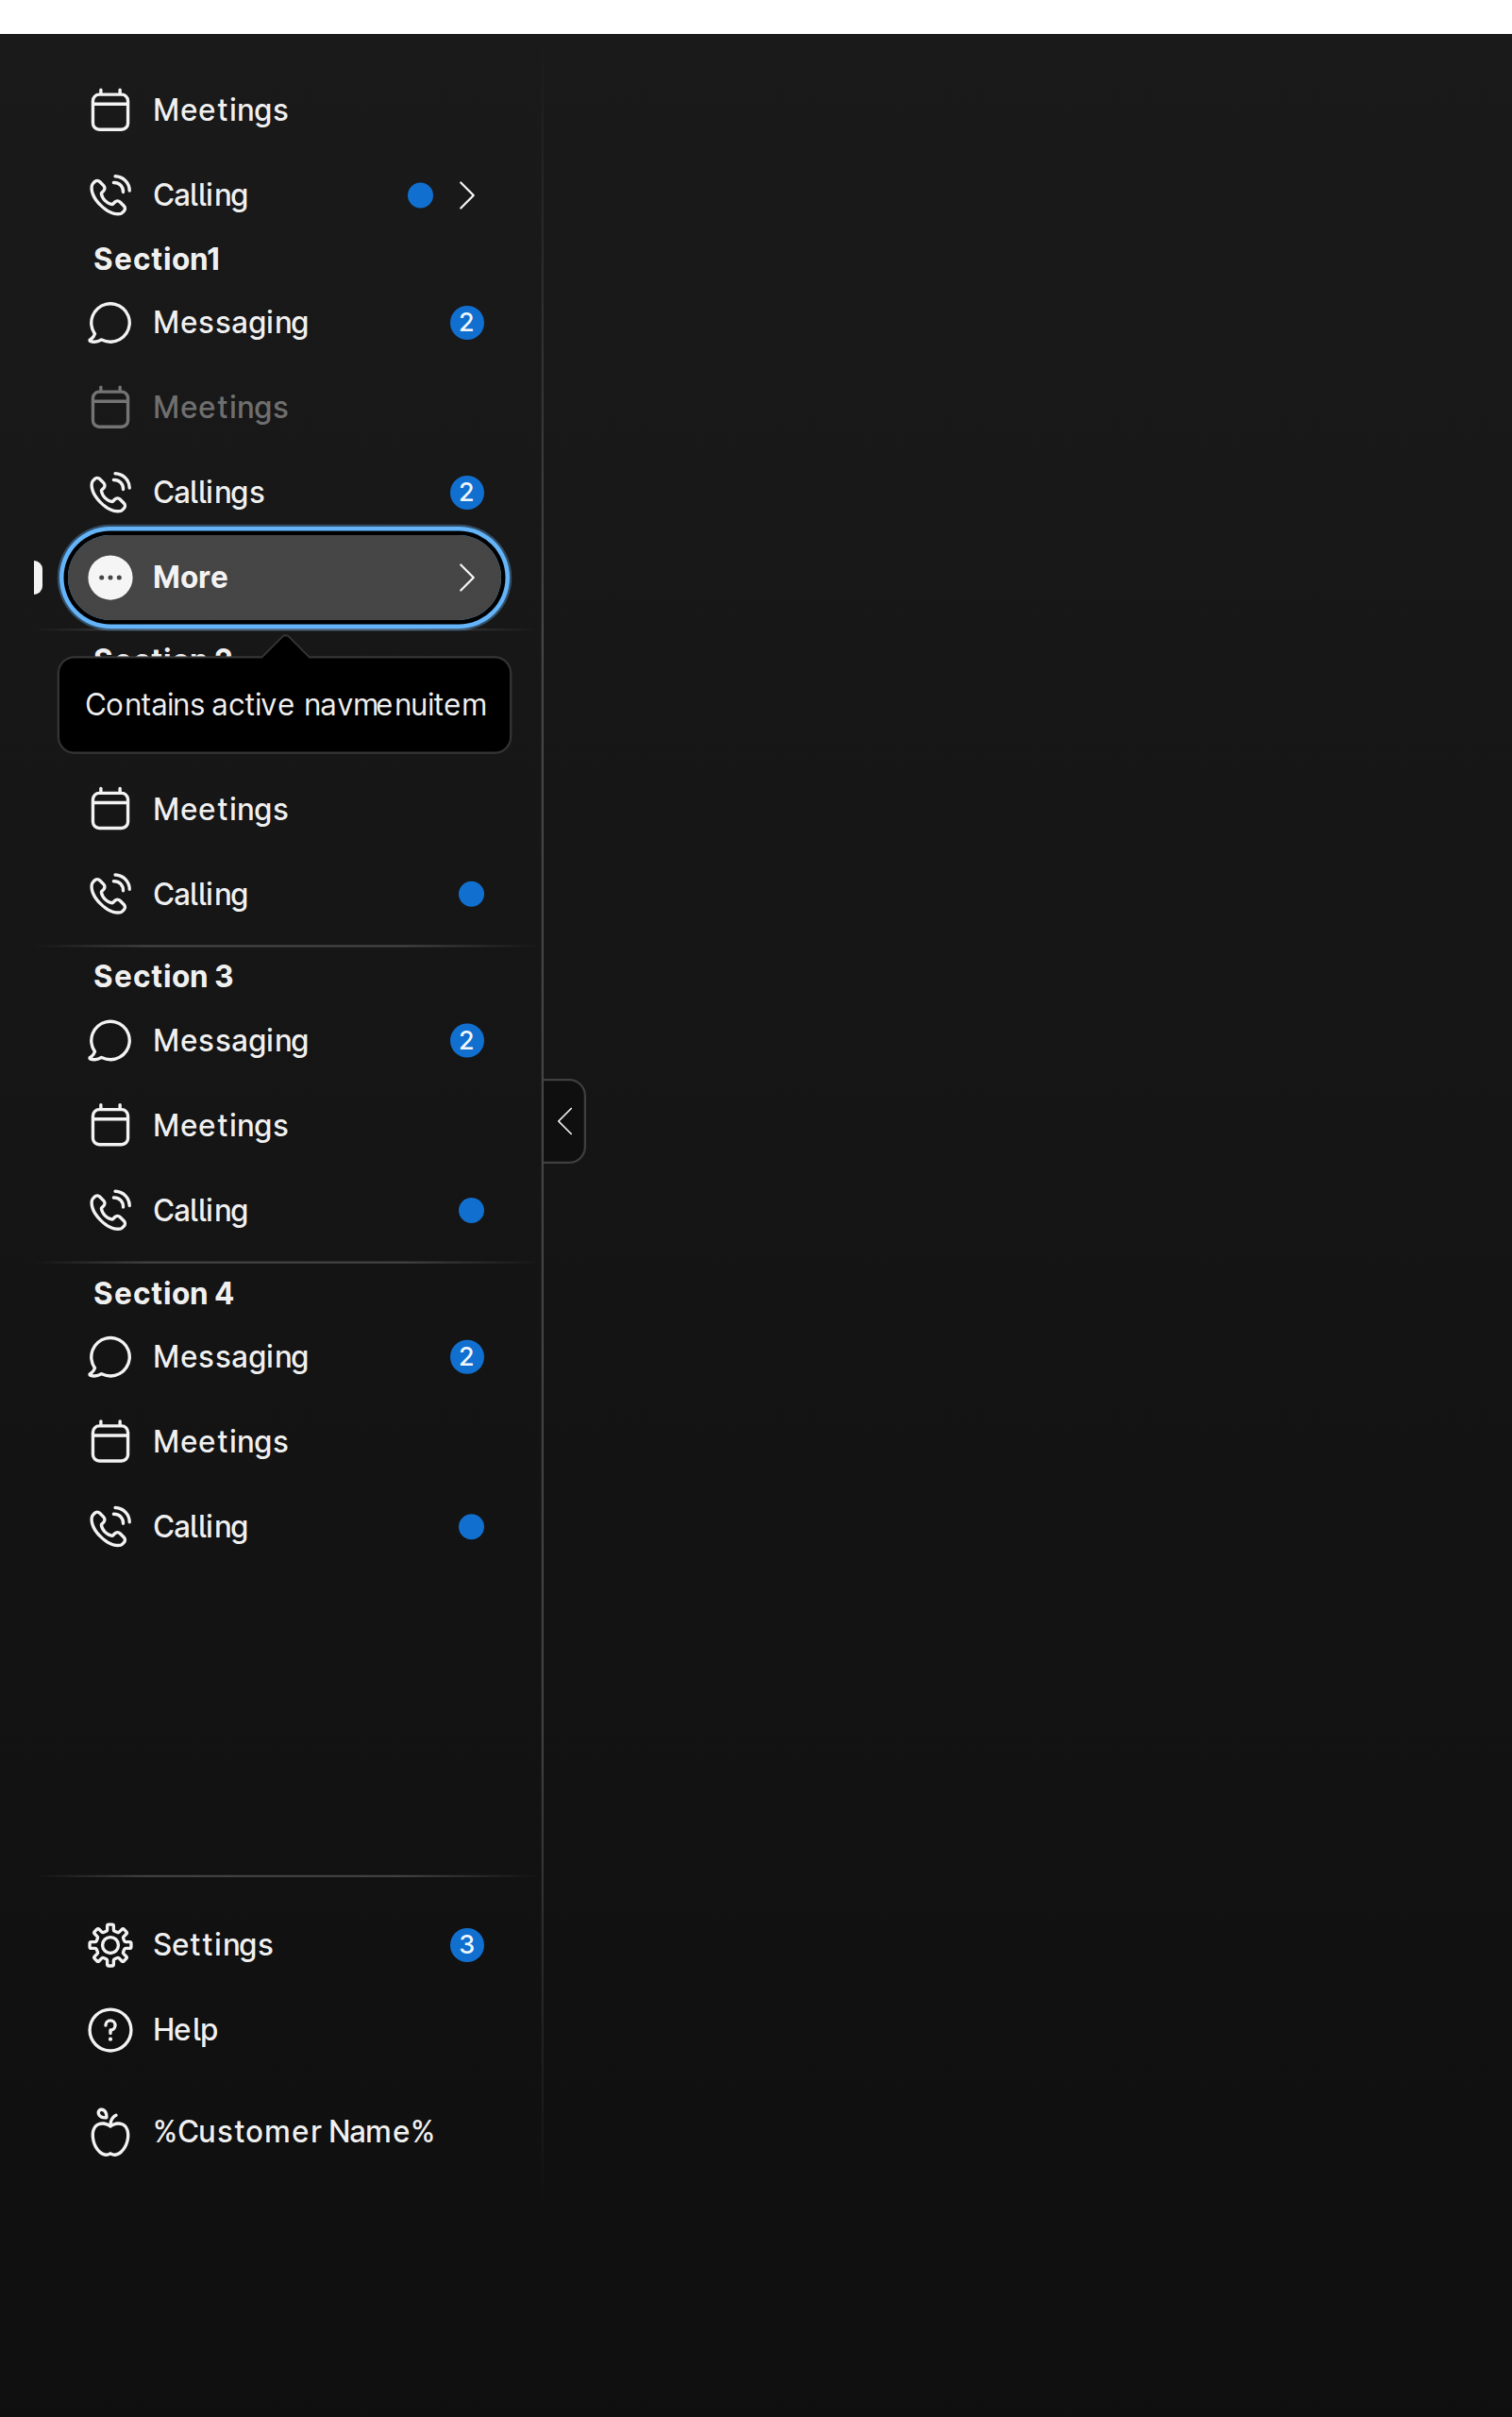 Meetings
Calling
Section1
Messaging 2
Meetings
Callings 2
More
Contains active navmenuitem
Meetings
Calling
Section 3
Messaging 2
Meetings
Calling
Section 4
Messaging 2
Meetings
Calling
Settings 3
Help
%Customer Name%